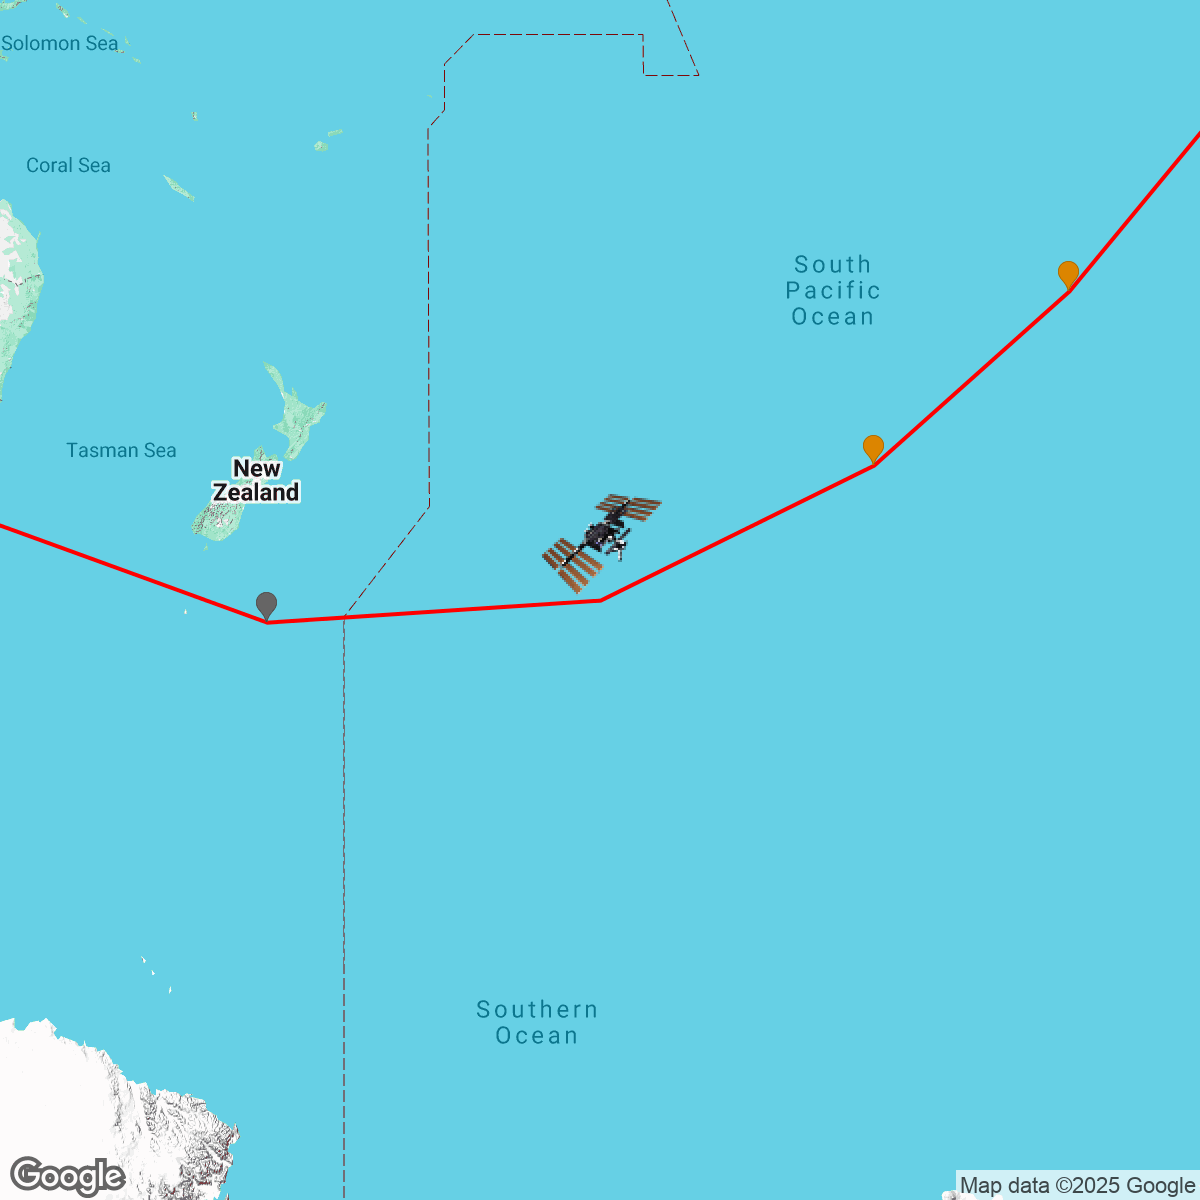 Solomon Sea
Coral Sea
South
Pacific
Ocean
Tasman Sea
New
Zealand
Southern
Ocean
Google
Map data ©2025 Google